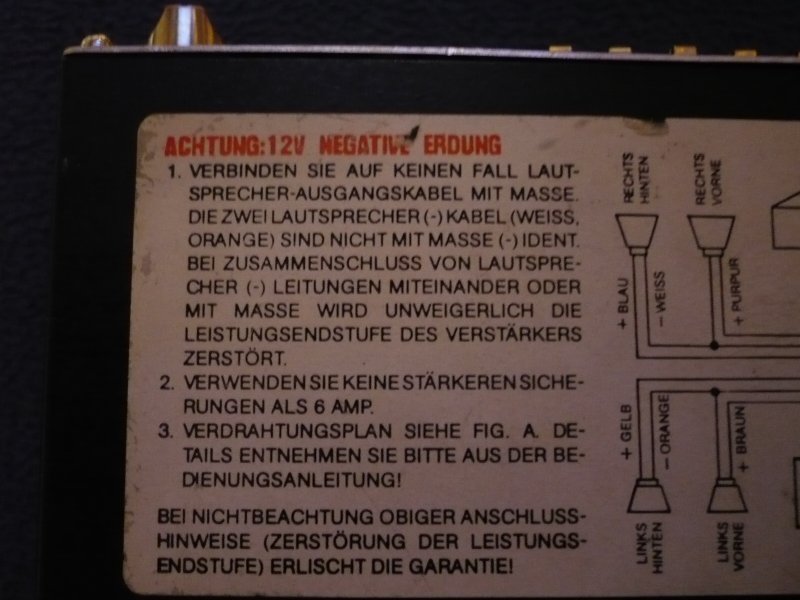 ACHTUNG: 12V NEGATIVE ERDUNG
1. VERBINDEN SIE AUF KEINEN FALL LAUT-
SPRECHER-AUSGANGSKABEL MIT MASSE.
DIE ZWEI LAUTSPRECHER (-) KABEL (WEISS,
ORANGE) SIND NICHT MIT MASSE (-) IDENT.
BEI ZUSAMMENSCHLUSS VON LAUTSPRE-
CHER (-) LEITUNGEN MITEINANDER ODER
MIT MASSE WIRD UNWEIGERLICH DIE
LEISTUNGSENDSTUFE DES VERSTÄRKERS
ZERSTÖRT.
2. VERWENDEN SIE KEINE STÄRKEREN SICHE-
RUNGEN ALS 6 AMP.
3. VERDRAHTUNGSPLAN SIEHE FIG. A. DE-
TAILS ENTNEHMEN SIE BITTE AUS DER BE-
DIENUNGSANLEITUNG!
BEI NICHTBEACHTUNG OBIGER ANSCHLUSS-
HINWEISE (ZERSTÖRUNG DER LEISTUNGS-
ENDSTUFE) ERLISCHT DIE GARANTIE!
RECHTS
HINTEN
RECHTS
VORNE
+ BLAU
- WEISS
+ PURPUR
+ GELB
- ORANGE
+ BRAUN
LINKS
HINTEN
LINKS
VORNE